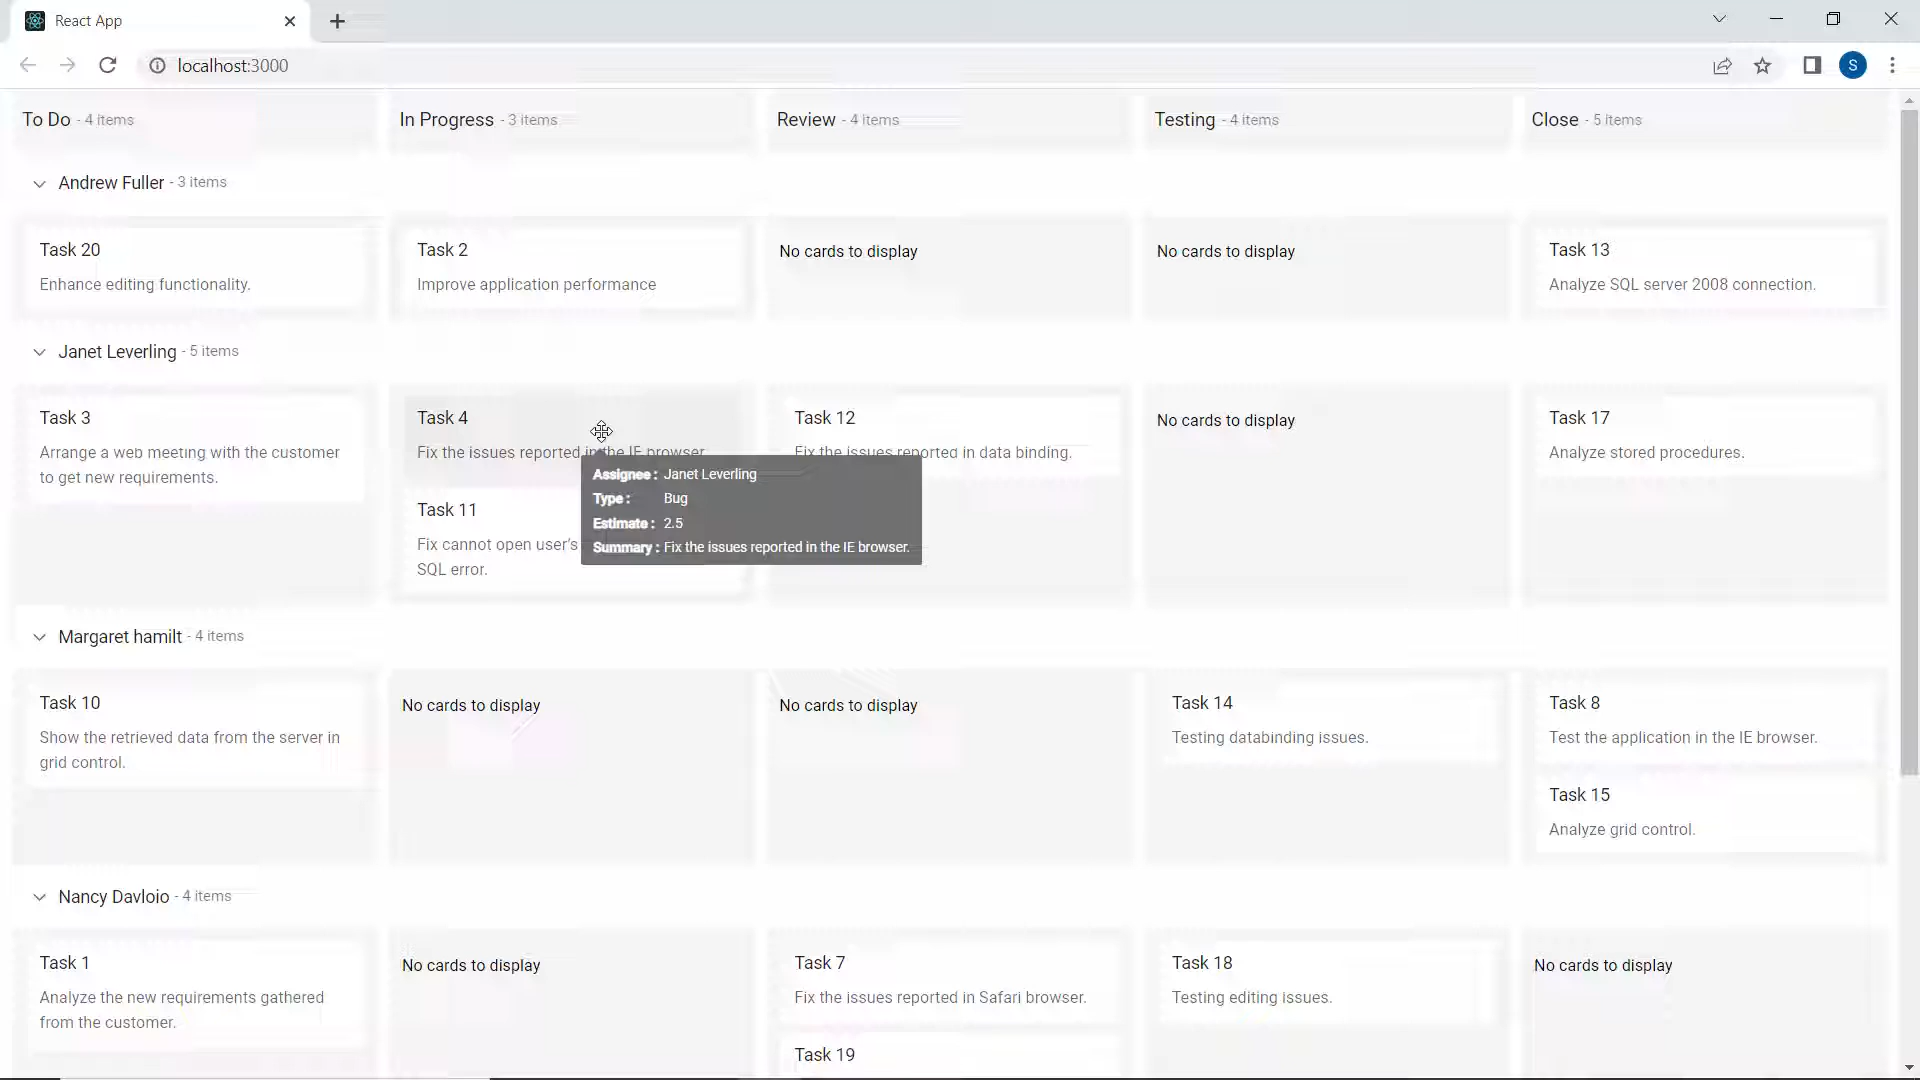 React App
localhost:3000
S
To Do - 4 items
In Progress - 3 items
Review - 4 items
Testing - 4 items
Close - 5 items
Andrew Fuller - 3 items
Task 20
Enhance editing functionality.
Task 2
Improve application performance
No cards to display
No cards to display
Task 13
Analyze SQL server 2008 connection.
Janet Leverling - 5 items
Task 3
Arrange a web meeting with the customer
to get new requirements.
Task 4
Fix the issues reported in the IE browser.
Task 11
Fix cannot open user's
SQL error.
Assignee : Janet Leverling
Type : Bug
Estimate : 2.5
Summary : Fix the issues reported in the IE browser.
Task 12
Fix the issues reported in data binding.
No cards to display
Task 17
Analyze stored procedures.
Margaret hamilt - 4 items
Task 10
Show the retrieved data from the server in
grid control.
No cards to display
No cards to display
Task 14
Testing databinding issues.
Task 8
Test the application in the IE browser.
Task 15
Analyze grid control.
Nancy Davloio - 4 items
Task 1
Analyze the new requirements gathered
from the customer.
No cards to display
Task 7
Fix the issues reported in Safari browser.
Task 19
Task 18
Testing editing issues.
No cards to display